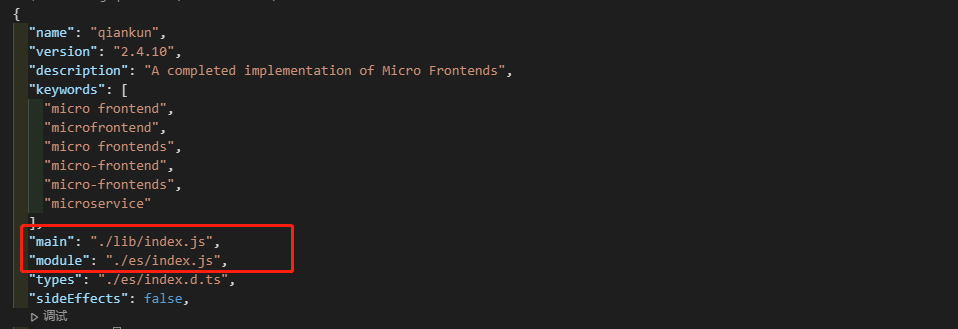 {
"name": "qiankun",
"version": "2.4.10",
"description": "A completed implementation of Micro Frontends",
"keywords": [
"micro frontend",
"microfrontend",
"micro frontends",
"micro-frontend",
"micro-frontends",
"microservice"
],
"main": "./lib/index.js",
"module": "./es/index.js",
"types": "./es/index.d.ts",
"sideEffects": false,
调试